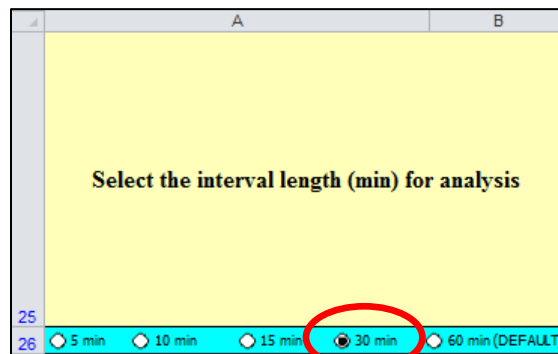 A B
Select the interval length (min) for analysis
25
26 5 min 10 min 15 min 30 min 60 min (DEFAULT